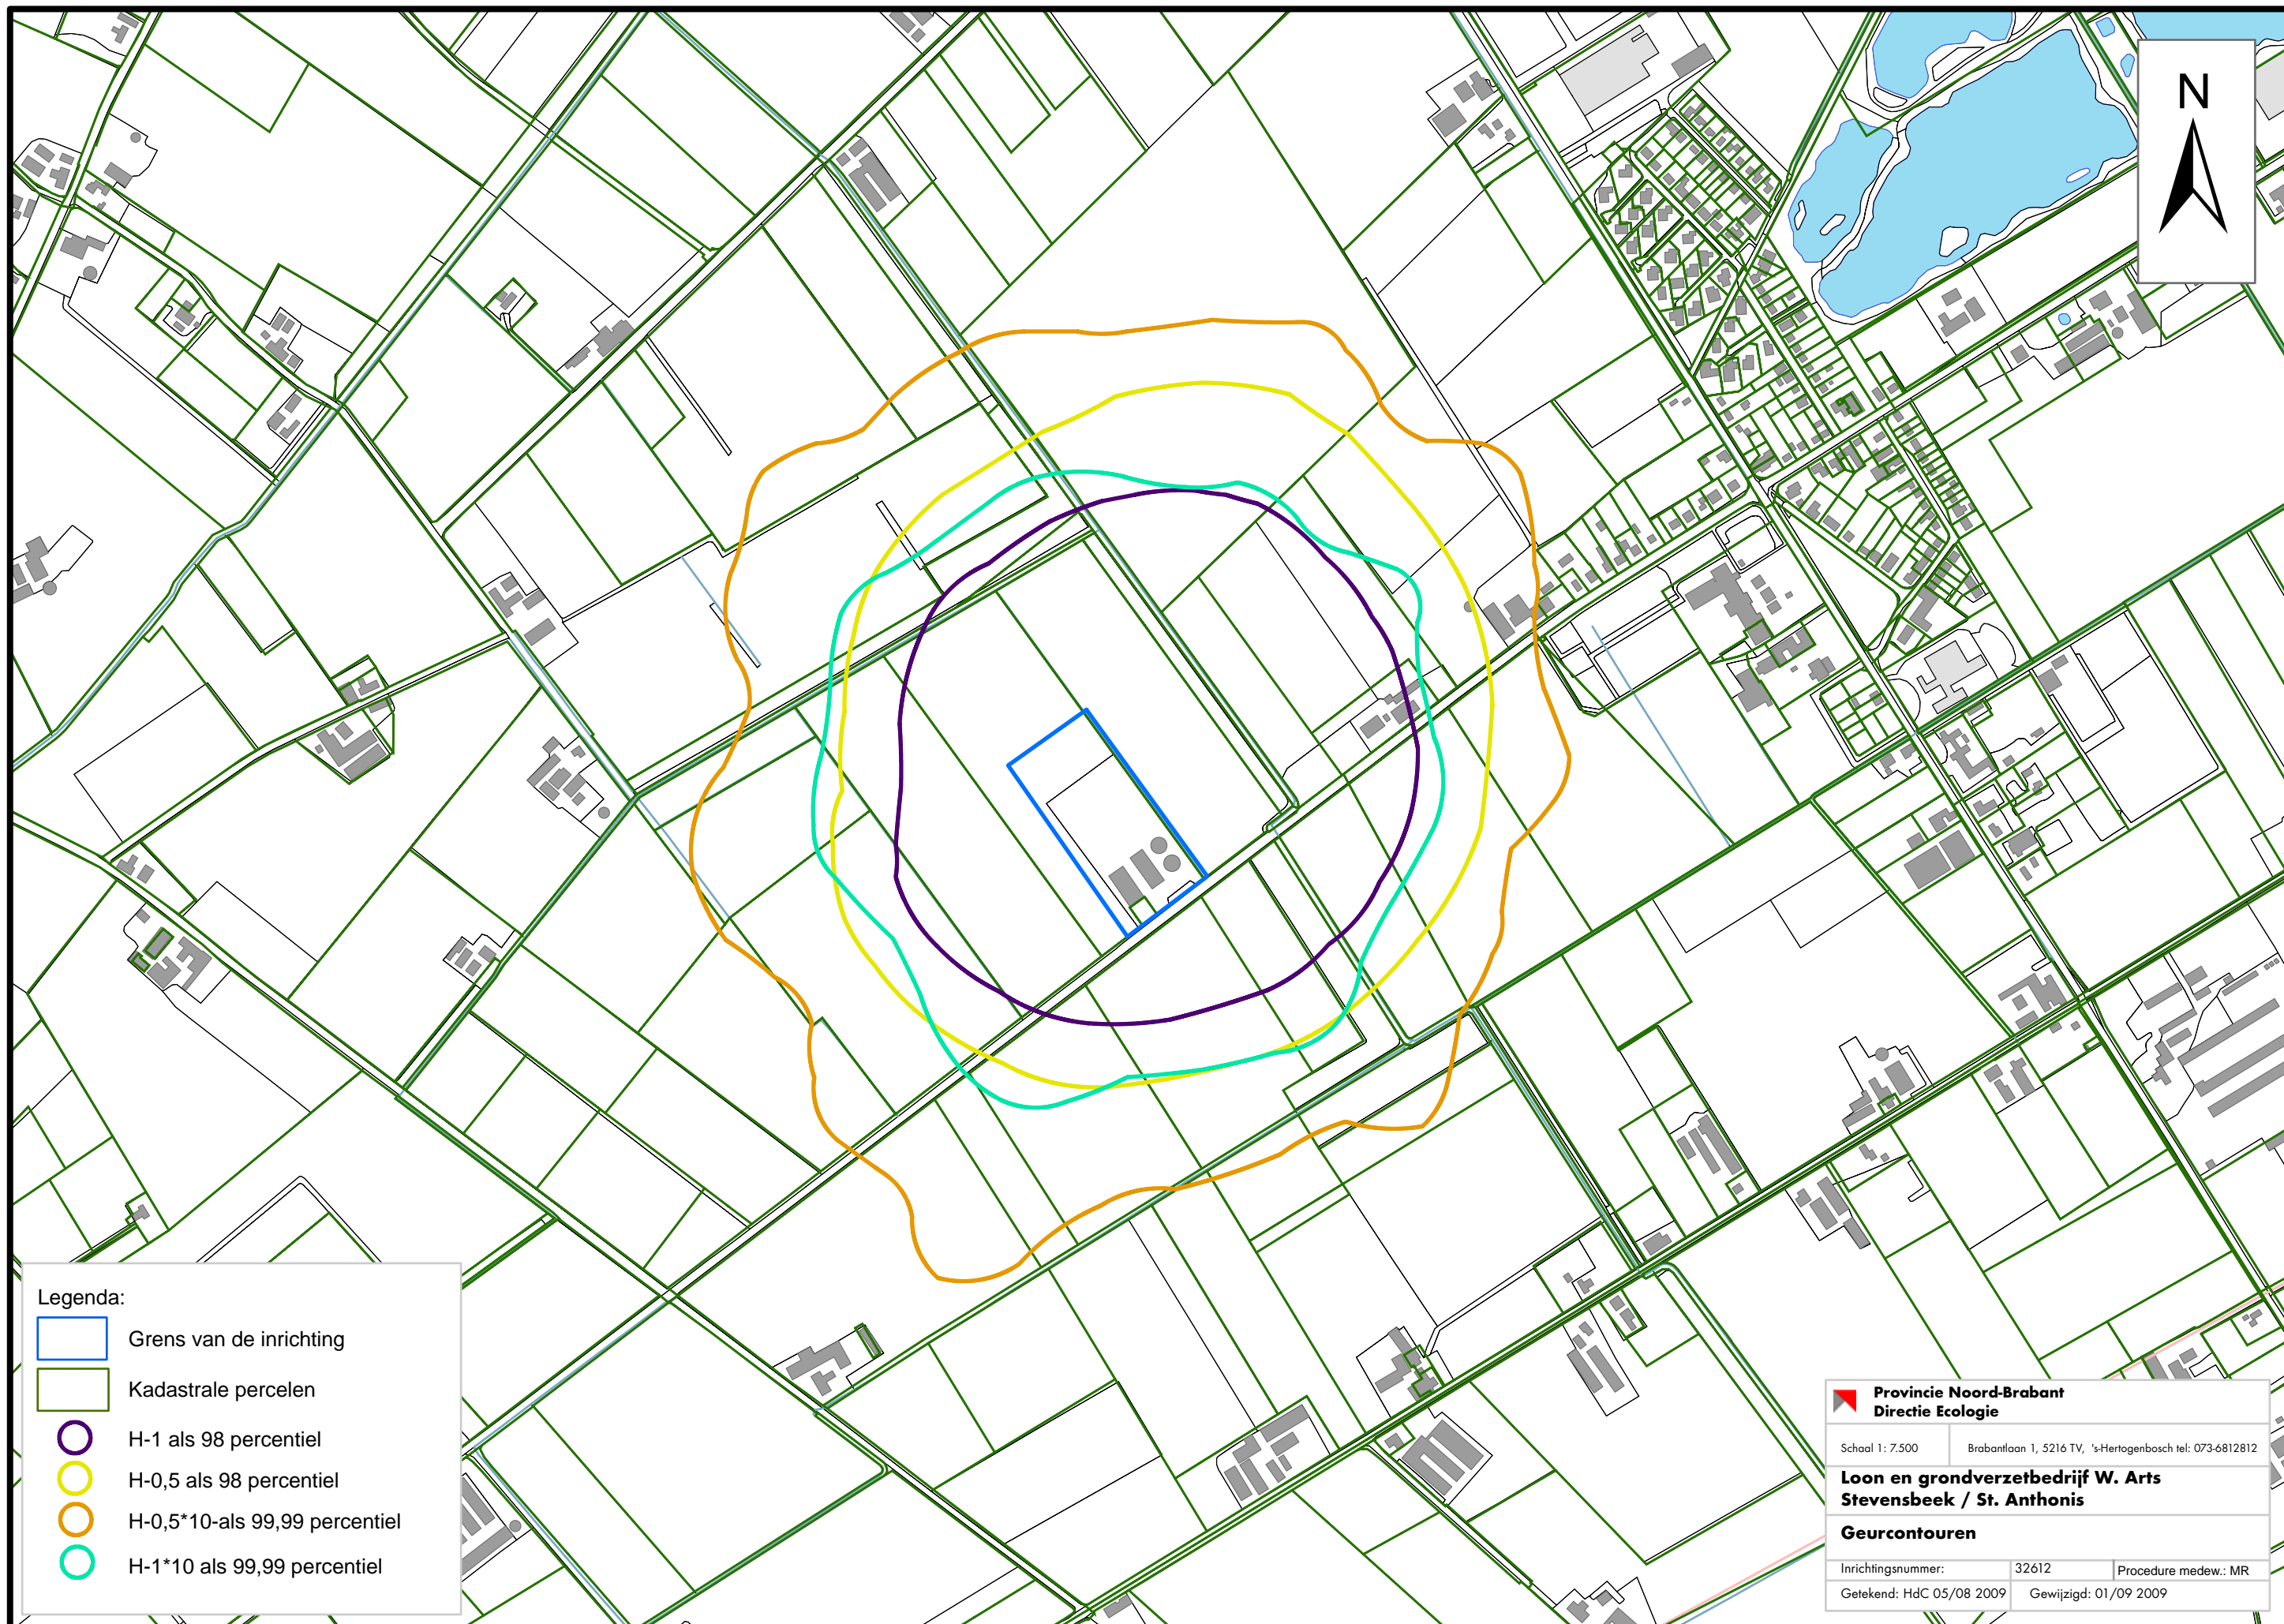 N
Legenda:
Grens van de inrichting
Kadastrale percelen
H-1 als 98 percentiel
H-0,5 als 98 percentiel
H-0,5*10-als 99,99 percentiel
H-1*10 als 99,99 percentiel
Provincie Noord-Brabant
Directie Ecologie
Schaal 1: 7.500 Brabantlaan 1, 5216 TV, 's-Hertogenbosch tel: 073-6812812
Loon en grondverzetbedrijf W. Arts
Stevensbeek / St. Anthonis
Geurcontouren
Inrichtingsnummer: 32612 Procedure medew.: MR
Getekend: HdC 05/08 2009 Gewijzigd: 01/09 2009